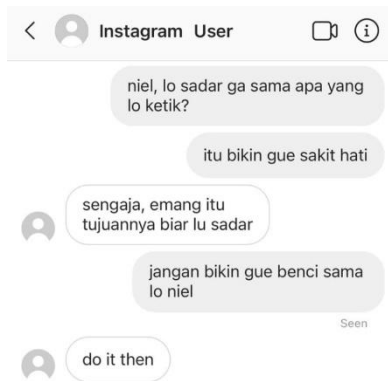 Instagram User
niel, lo sadar ga sama apa yang
lo ketik?
itu bikin gue sakit hati
sengaja, emang itu
tujuannya biar lu sadar
jangan bikin gue benci sama
lo niel
Seen
do it then